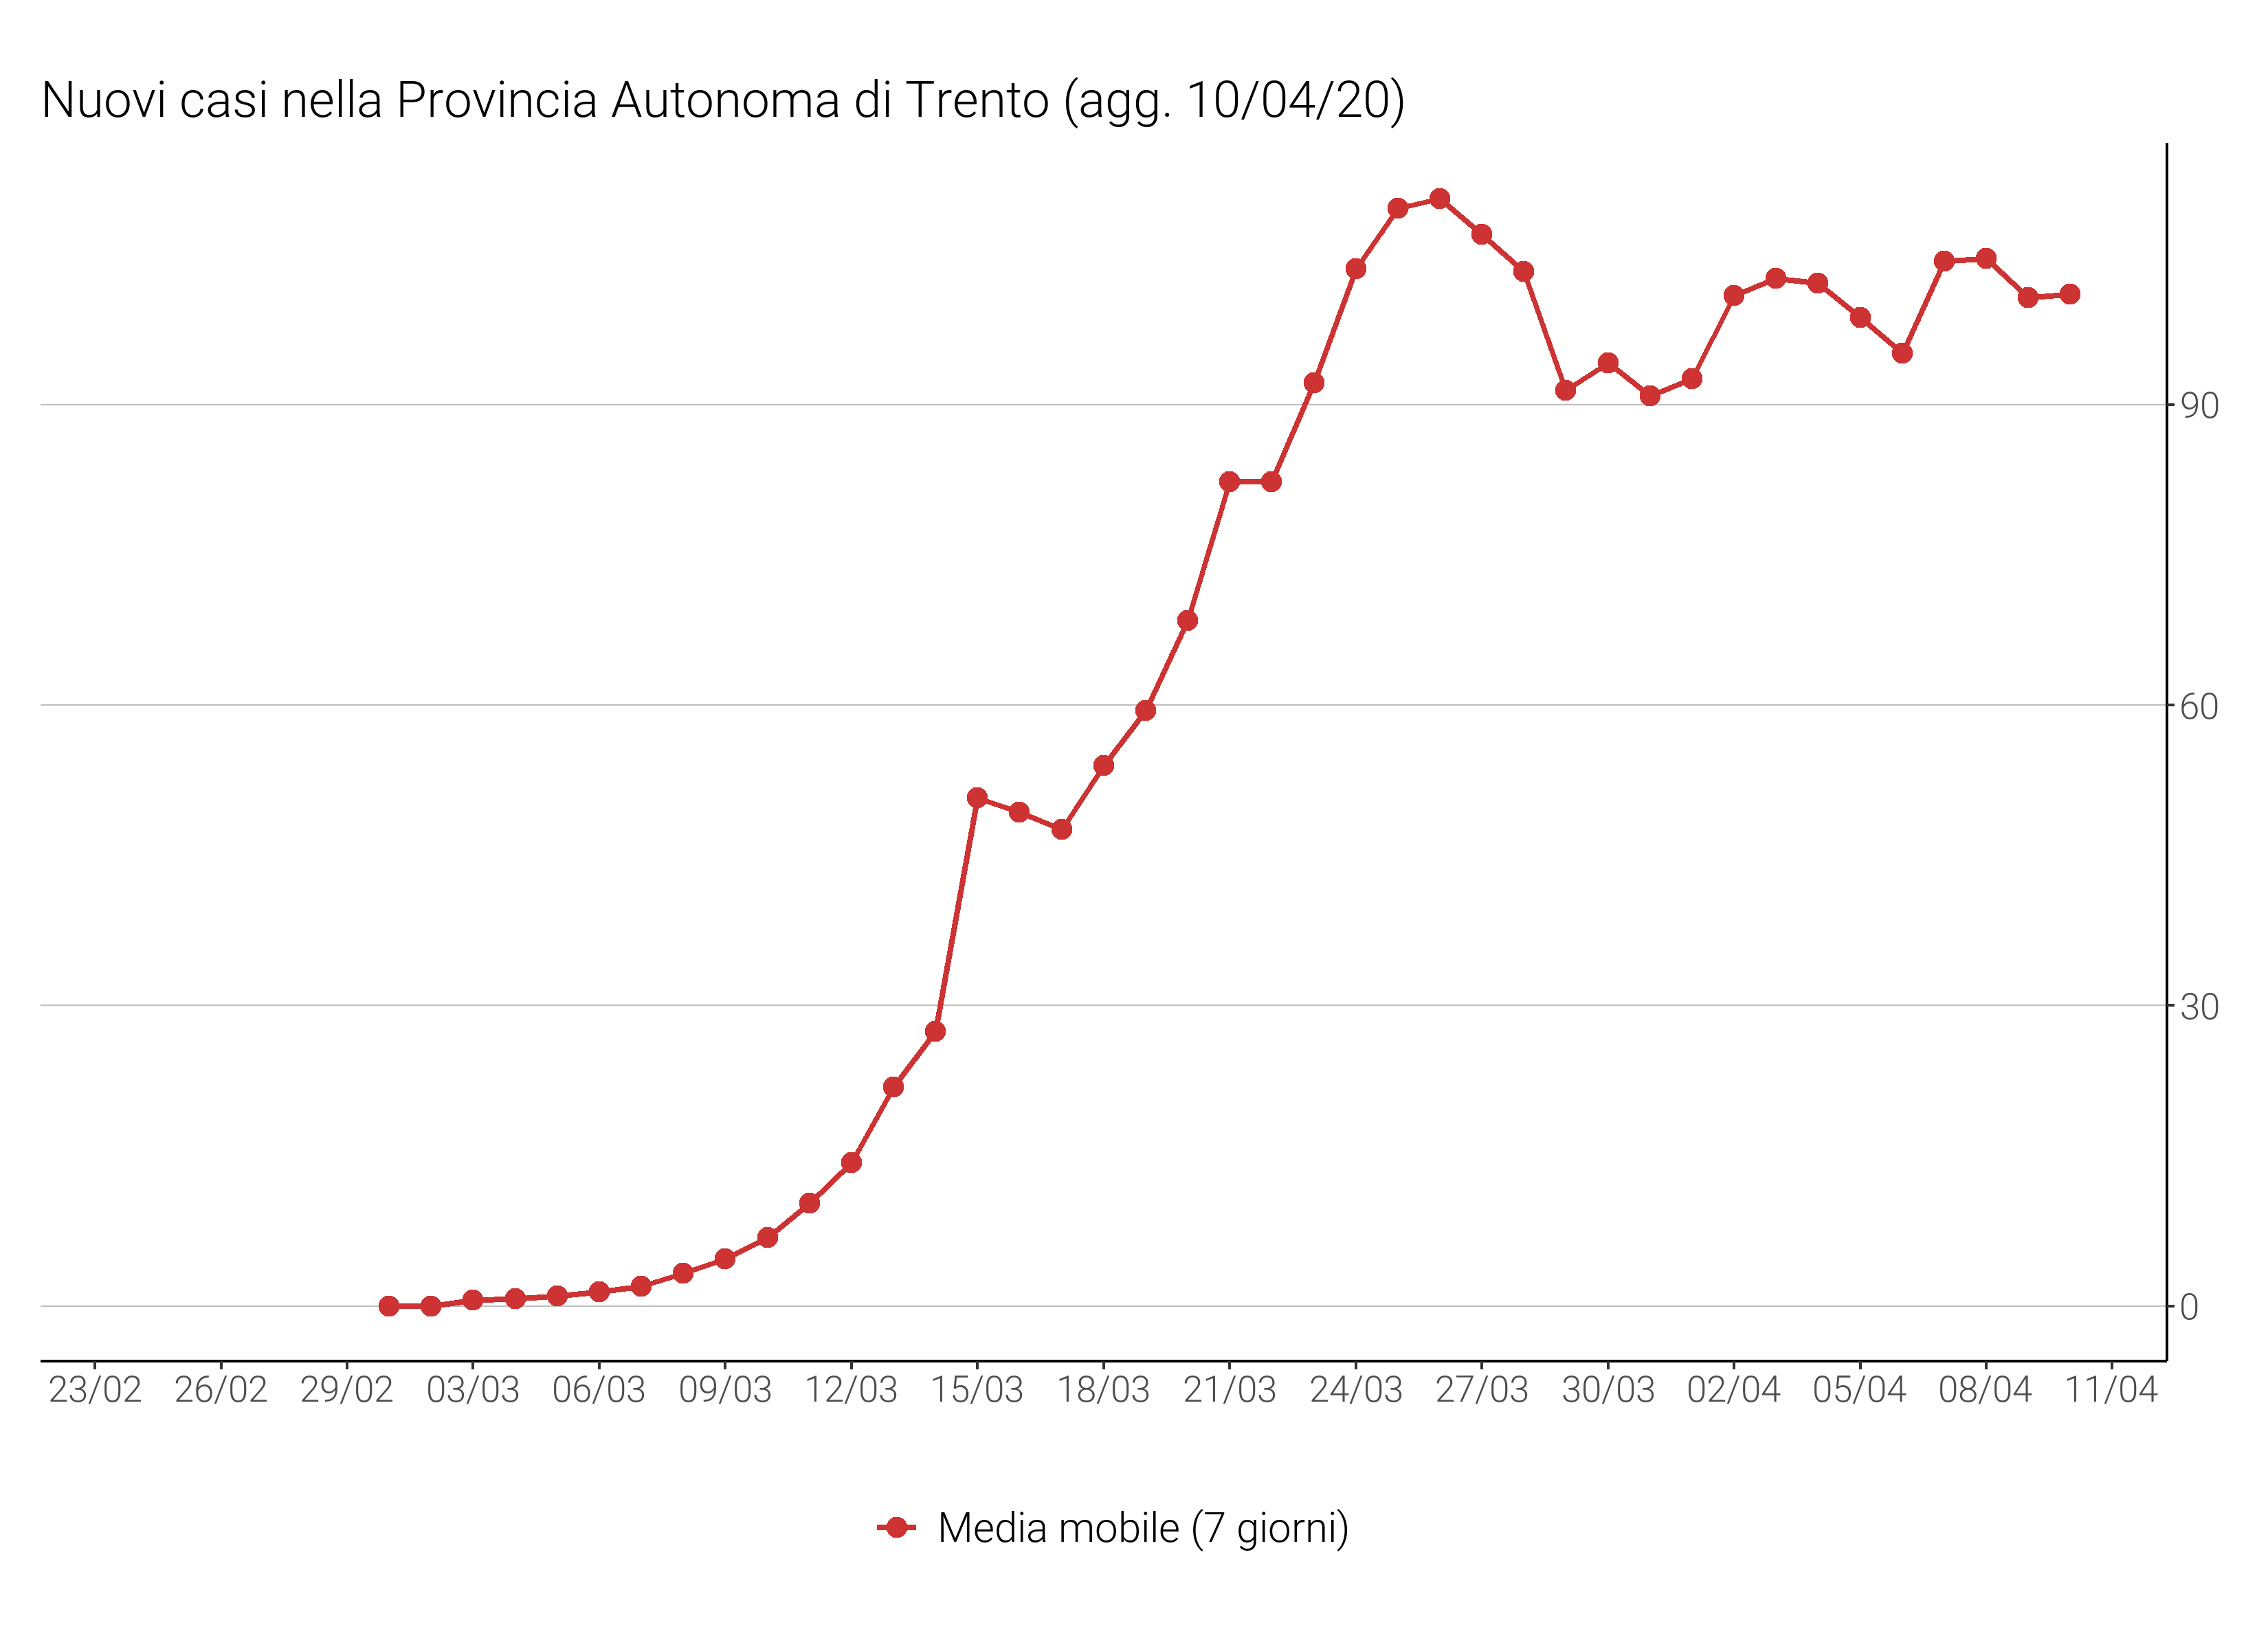 Nuovi casi nella Provincia Autonoma di Trento (agg. 10/04/20)
90
60
30
0
23/02 26/02 29/02 03/03 06/03 09/03 12/03 15/03 18/03 21/03 24/03 27/03 30/03 02/04 05/04 08/04 11/04
Media mobile (7 giorni)